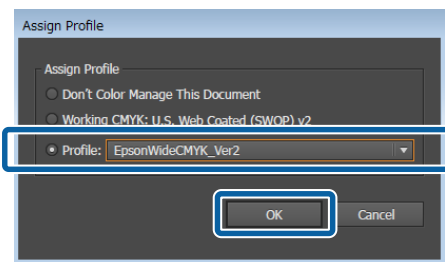 Assign Profile
Assign Profile
Don't Color Manage This Document
Working CMYK: U.S. Web Coated (SWOP) v2
Profile: EpsonWideCMYK_Ver2
OK Cancel